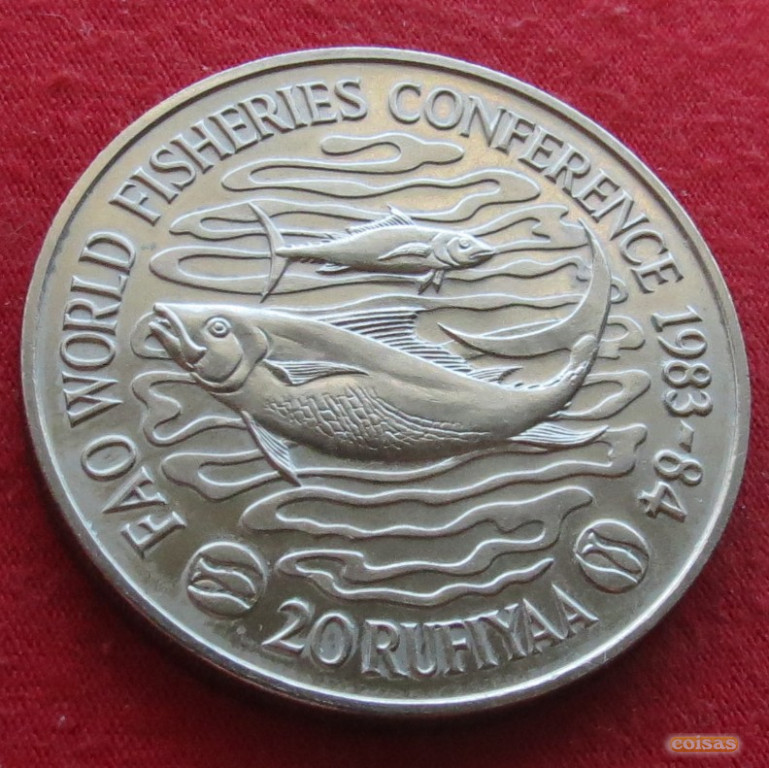 FAO WORLD FISHERIES CONFERENCE 1983-84
20 RUFIYAA
coisas